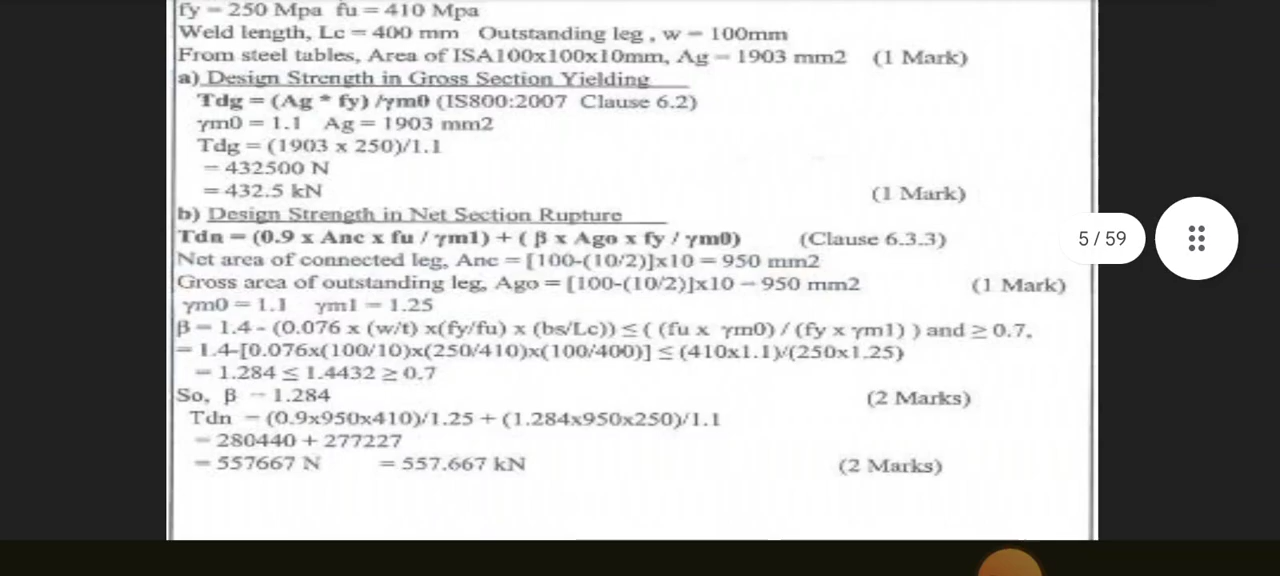 fy = 250 Mpa fu = 410 Mpa
Weld length, Lc = 400 mm Outstanding leg , w = 100mm
From steel tables, Area of ISA100x100x10mm, Ag = 1903 mm2 (1 Mark)
a) Design Strength in Gross Section Yielding
Tdg = (Ag * fy) /γm0 (IS800:2007 Clause 6.2)
γm0 = 1.1 Ag = 1903 mm2
Tdg = (1903 x 250)/1.1
= 432500 N
= 432.5 kN (1 Mark)
b) Design Strength in Net Section Rupture
Tdn = (0.9 x Anc x fu / γm1) + ( β x Ago x fy / γm0) (Clause 6.3.3)
Net area of connected leg, Anc = [100-(10/2)]x10 = 950 mm2
Gross area of outstanding leg, Ago = [100-(10/2)]x10 = 950 mm2 (1 Mark)
γm0 = 1.1 γm1 = 1.25
β = 1.4 - (0.076 x (w/t) x(fy/fu) x (bs/Lc)) ≤ ( (fu x γm0) / (fy x γm1) ) and ≥ 0.7.
= 1.4-[0.076x(100/10)x(250/410)x(100/400)] ≤ (410x1.1)/(250x1.25)
= 1.284 ≤ 1.4432 ≥ 0.7
So, β = 1.284 (2 Marks)
Tdn = (0.9x950x410)/1.25 + (1.284x950x250)/1.1
= 280440 + 277227
= 557667 N = 557.667 kN (2 Marks)
5 / 59